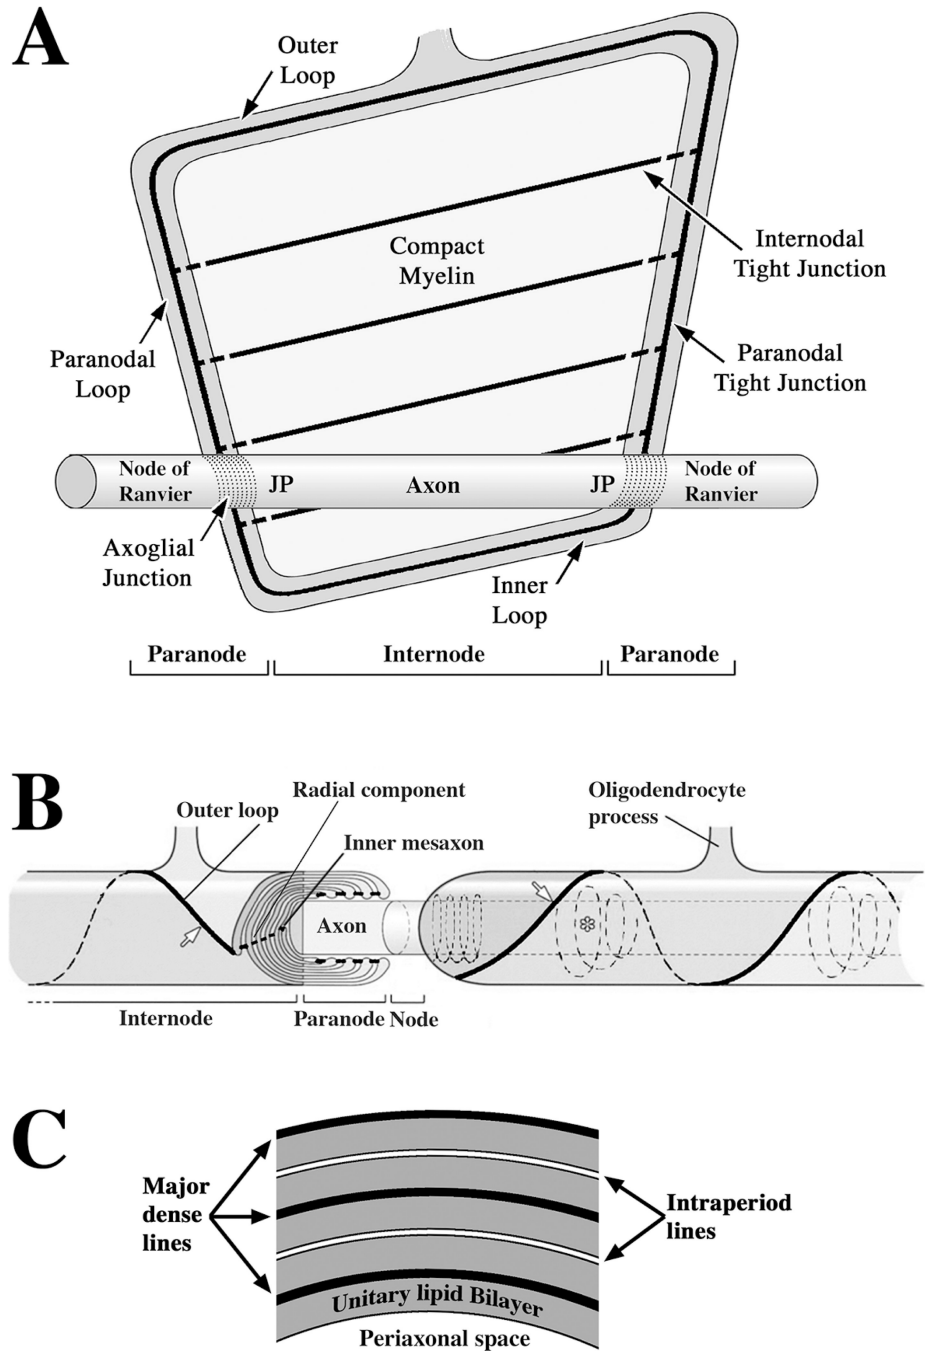 A
Outer
Loop
Compact
Myelin
Internodal
Tight Junction
Paranodal
Loop
Paranodal
Tight Junction
Node of
Ranvier
JP
Axon
JP
Node of
Ranvier
Axoglial
Junction
Inner
Loop
Paranode
Internode
Paranode
B
Radial component
Outer loop
Inner mesaxon
Oligodendrocyte
process
Axon
Internode
Paranode
Node
C
Major
dense
lines
Intraperiod
lines
Unitary lipid Bilayer
Periaxonal space